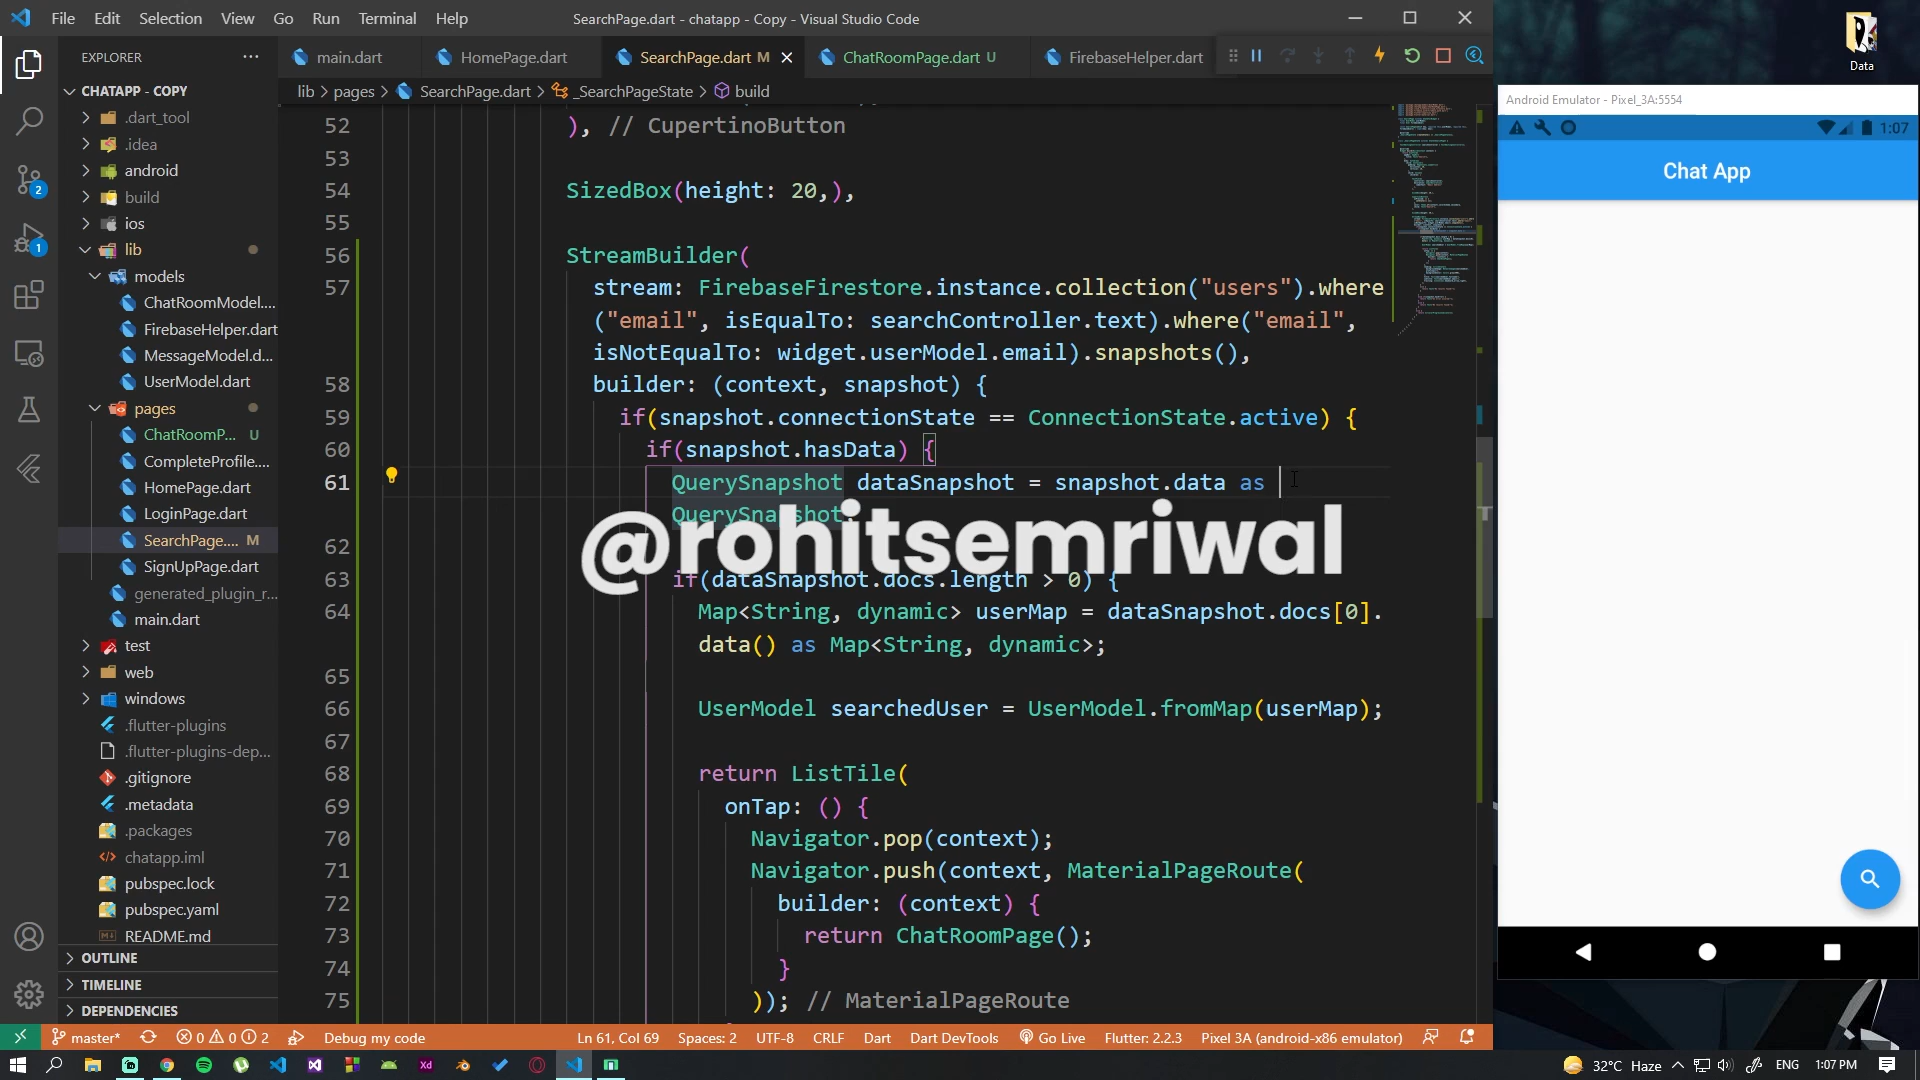 File Edit Selection View Go Run Terminal Help
SearchPage.dart - chatapp - Copy - Visual Studio Code
Data
EXPLORER
main.dart
HomePage.dart
SearchPage.dart M
ChatRoomPage.dart U
FirebaseHelper.dart
CHATAPP - COPY
lib > pages > SearchPage.dart > _SearchPageState > build
.dart_tool
.idea
android
build
ios
lib
models
ChatRoomModel....
FirebaseHelper.dart
MessageModel.d...
UserModel.dart
pages
ChatRoomP... U
CompleteProfile....
HomePage.dart
LoginPage.dart
SearchPage.... M
SignUpPage.dart
generated_plugin_r...
main.dart
test
web
windows
.flutter-plugins
.flutter-plugins-dep...
.gitignore
.metadata
.packages
chatapp.iml
pubspec.lock
pubspec.yaml
README.md
OUTLINE
TIMELINE
DEPENDENCIES
52 ), // CupertinoButton
53
54 SizedBox(height: 20,),
55
56 StreamBuilder(
57 stream: FirebaseFirestore.instance.collection("users").where
("email", isEqualTo: searchController.text).where("email",
isNotEqualTo: widget.userModel.email).snapshots(),
58 builder: (context, snapshot) {
59 if(snapshot.connectionState == ConnectionState.active) {
60 if(snapshot.hasData) {
61 QuerySnapshot dataSnapshot = snapshot.data as
QuerySnapshot
@rohitsemriwal
62
63 if(dataSnapshot.docs.length > 0) {
64 Map<String, dynamic> userMap = dataSnapshot.docs[0].
data() as Map<String, dynamic>;
65
66 UserModel searchedUser = UserModel.fromMap(userMap);
67
68 return ListTile(
69 onTap: () {
70 Navigator.pop(context);
71 Navigator.push(context, MaterialPageRoute(
72 builder: (context) {
73 return ChatRoomPage();
74 }
75 )); // MaterialPageRoute
Android Emulator - Pixel_3A:5554
1:07
Chat App
2
1
master* 0 0 2 Debug my code
Ln 61, Col 69 Spaces: 2 UTF-8 CRLF Dart Dart DevTools Go Live Flutter: 2.2.3 Pixel 3A (android-x86 emulator)
Xd
32°C Haze ENG 1:07 PM